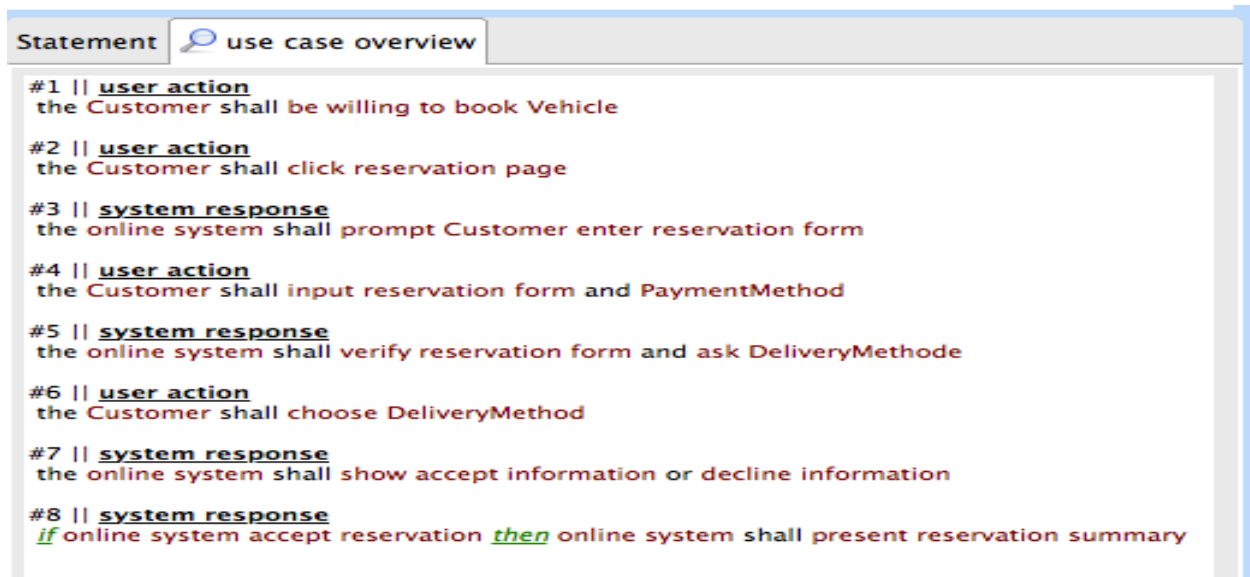 Statement use case overview
#1 || user action
the Customer shall be willing to book Vehicle
#2 || user action
the Customer shall click reservation page
#3 || system response
the online system shall prompt Customer enter reservation form
#4 || user action
the Customer shall input reservation form and PaymentMethod
#5 || system response
the online system shall verify reservation form and ask DeliveryMethode
#6 || user action
the Customer shall choose DeliveryMethod
#7 || system response
the online system shall show accept information or decline information
#8 || system response
if online system accept reservation then online system shall present reservation summary